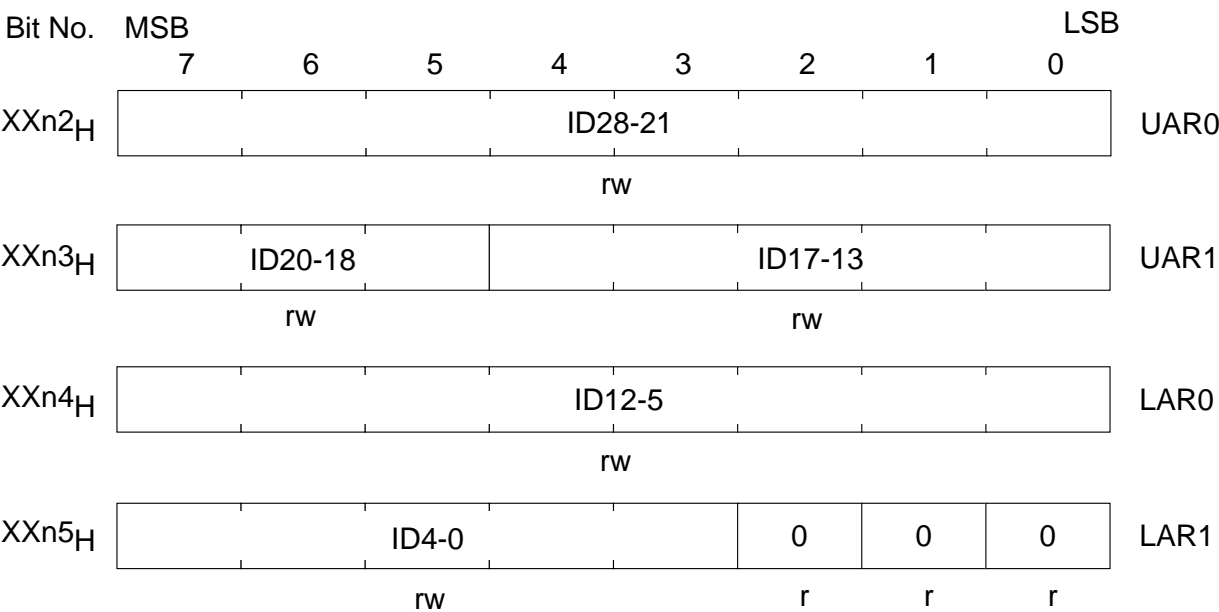 Bit No. MSB LSB
7 6 5 4 3 2 1 0
XXn2H ID28-21 UAR0
rw
XXn3H ID20-18 ID17-13 UAR1
rw rw
XXn4H ID12-5 LAR0
rw
XXn5H ID4-0 0 0 0 LAR1
rw r r r